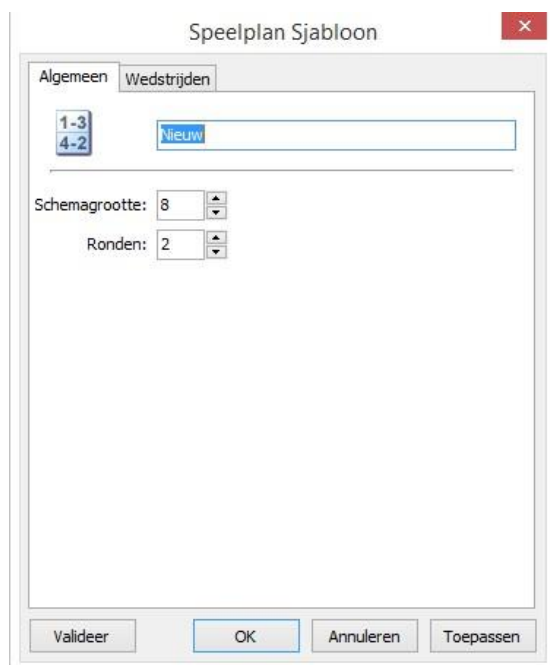 Speelplan Sjabloon
Algemeen Wedstrijden
1-3
4-2
Nieuw
Schemagrootte: 8
Ronden: 2
Valideer OK Annuleren Toepassen